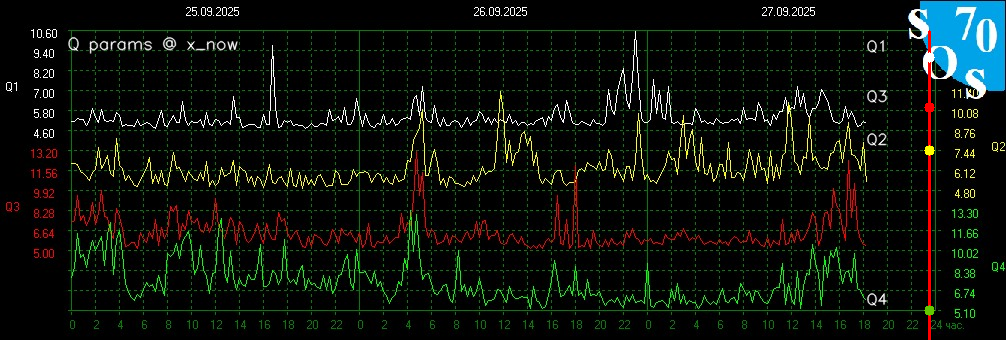 25.09.2025 26.09.2025 27.09.2025
SOS 70
Q params @ x_now
Q1
Q3
Q2
Q4
Q1
10.60
9.40
8.20
7.00
5.80
4.60
Q3
13.20
11.56
9.92
8.28
6.64
5.00
Q2
11.40
10.08
8.76
7.44
6.12
4.80
Q4
13.30
11.66
10.02
8.38
6.74
5.10
0 2 4 6 8 10 12 14 16 18 20 22 0 2 4 6 8 10 12 14 16 18 20 22 0 2 4 6 8 10 12 14 16 18 20 22 24 час.